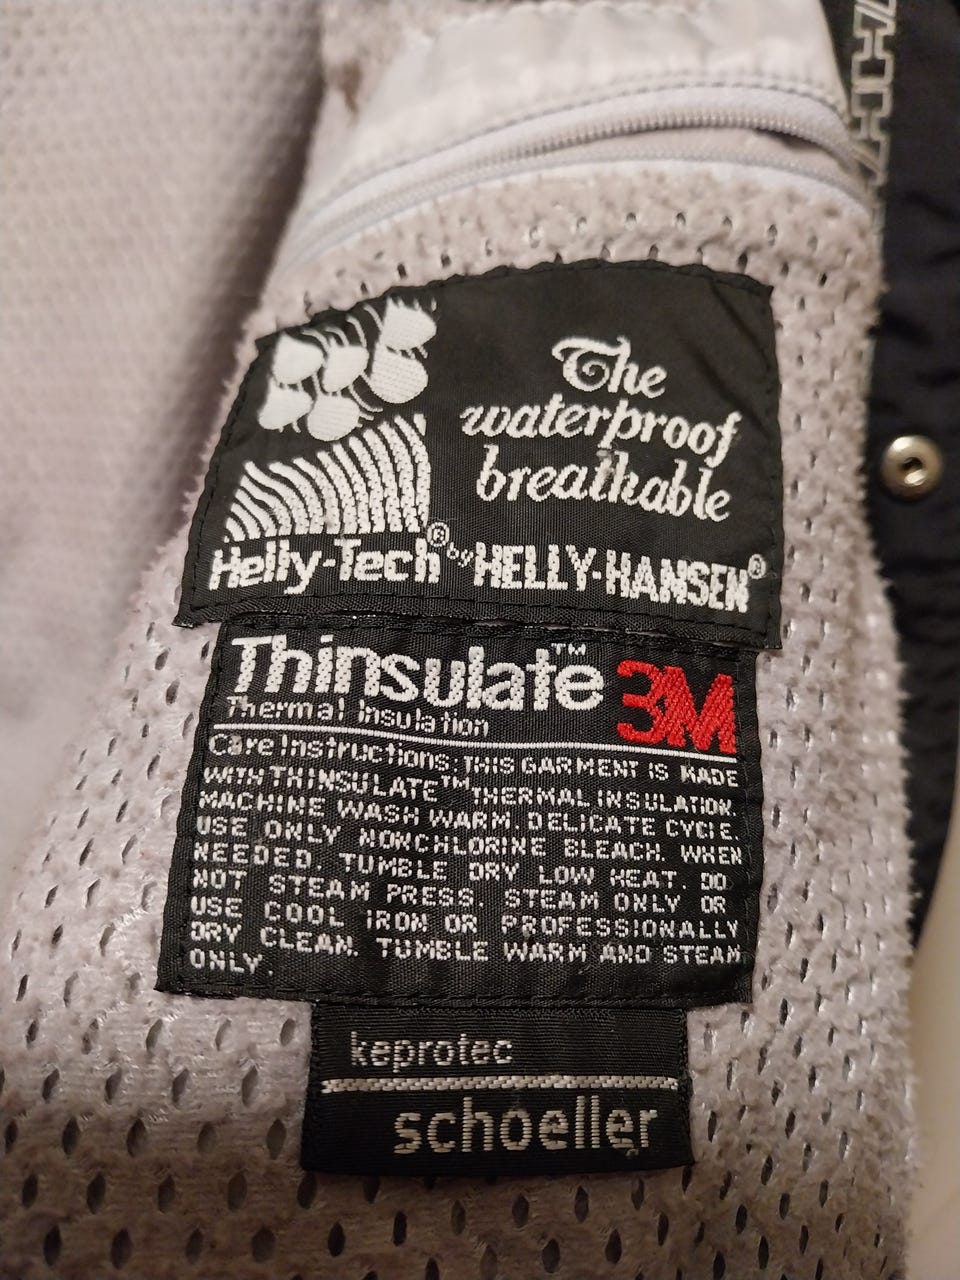 The
waterproof
breathable
Helly-Tech® by HELLY-HANSEN®
Thinsulate™ 3M
Thermal Insulation
Care Instructions: THIS GARMENT IS MADE
WITH THINSULATE™ THERMAL INSULATION.
MACHINE WASH WARM. DELICATE CYCLE.
USE ONLY NONCHLORINE BLEACH. WHEN
NEEDED. TUMBLE DRY LOW HEAT. DO
NOT STEAM PRESS. STEAM ONLY OR
USE COOL IRON OR PROFESSIONALLY
DRY CLEAN. TUMBLE WARM AND STEAM
ONLY.
keprotec
schoeller